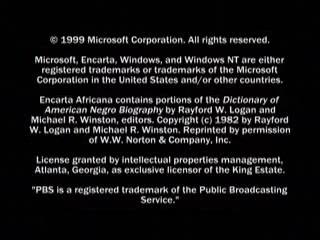 © 1999 Microsoft Corporation. All rights reserved.
Microsoft, Encarta, Windows, and Windows NT are either
registered trademarks or trademarks of the Microsoft
Corporation in the United States and/or other countries.
Encarta Africana contains portions of the Dictionary of
American Negro Biography by Rayford W. Logan and
Michael R. Winston, editors. Copyright (c) 1982 by Rayford
W. Logan and Michael R. Winston. Reprinted by permission
of W.W. Norton & Company, Inc.
License granted by intellectual properties management,
Atlanta, Georgia, as exclusive licensor of the King Estate.
"PBS is a registered trademark of the Public Broadcasting
Service."